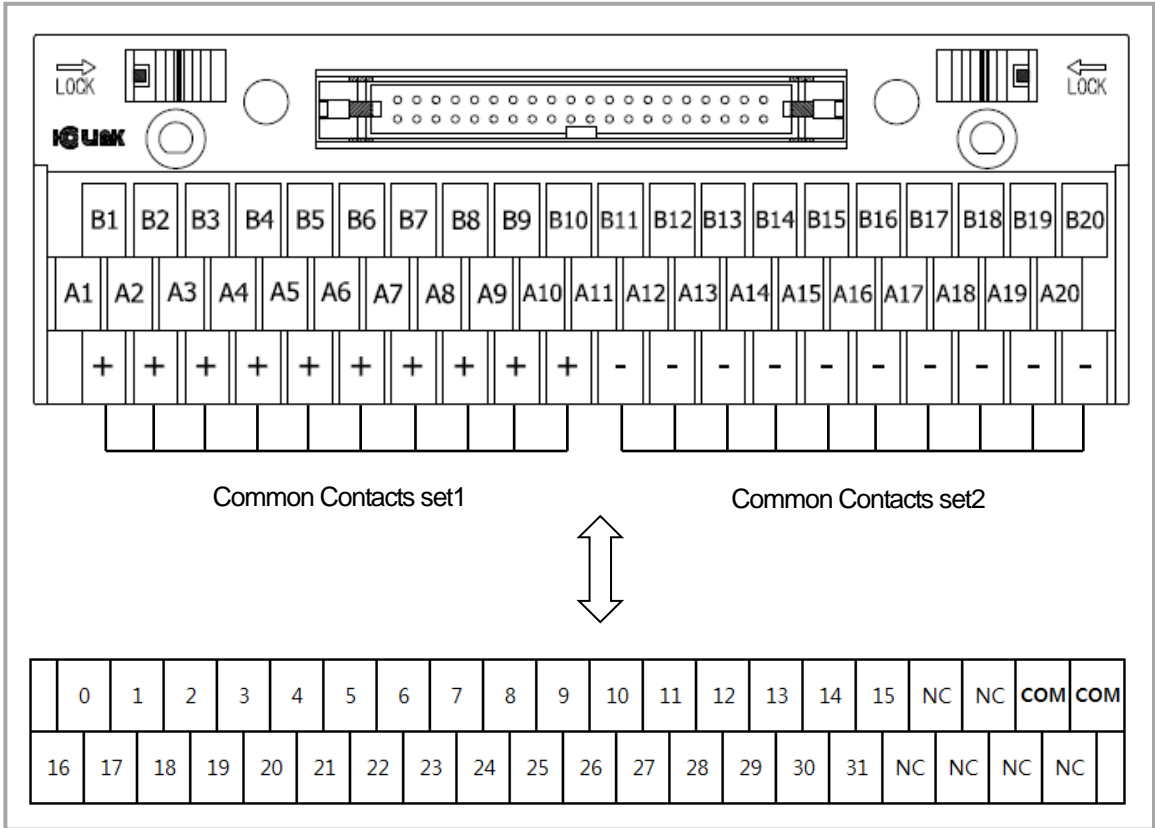 LOCK LOCK
B1 B2 B3 B4 B5 B6 B7 B8 B9 B10 B11 B12 B13 B14 B15 B16 B17 B18 B19 B20
A1 A2 A3 A4 A5 A6 A7 A8 A9 A10 A11 A12 A13 A14 A15 A16 A17 A18 A19 A20
+ + + + + + + + + + - - - - - - - - - -
Common Contacts set1 Common Contacts set2
0 1 2 3 4 5 6 7 8 9 10 11 12 13 14 15 NC NC COM COM
16 17 18 19 20 21 22 23 24 25 26 27 28 29 30 31 NC NC NC NC